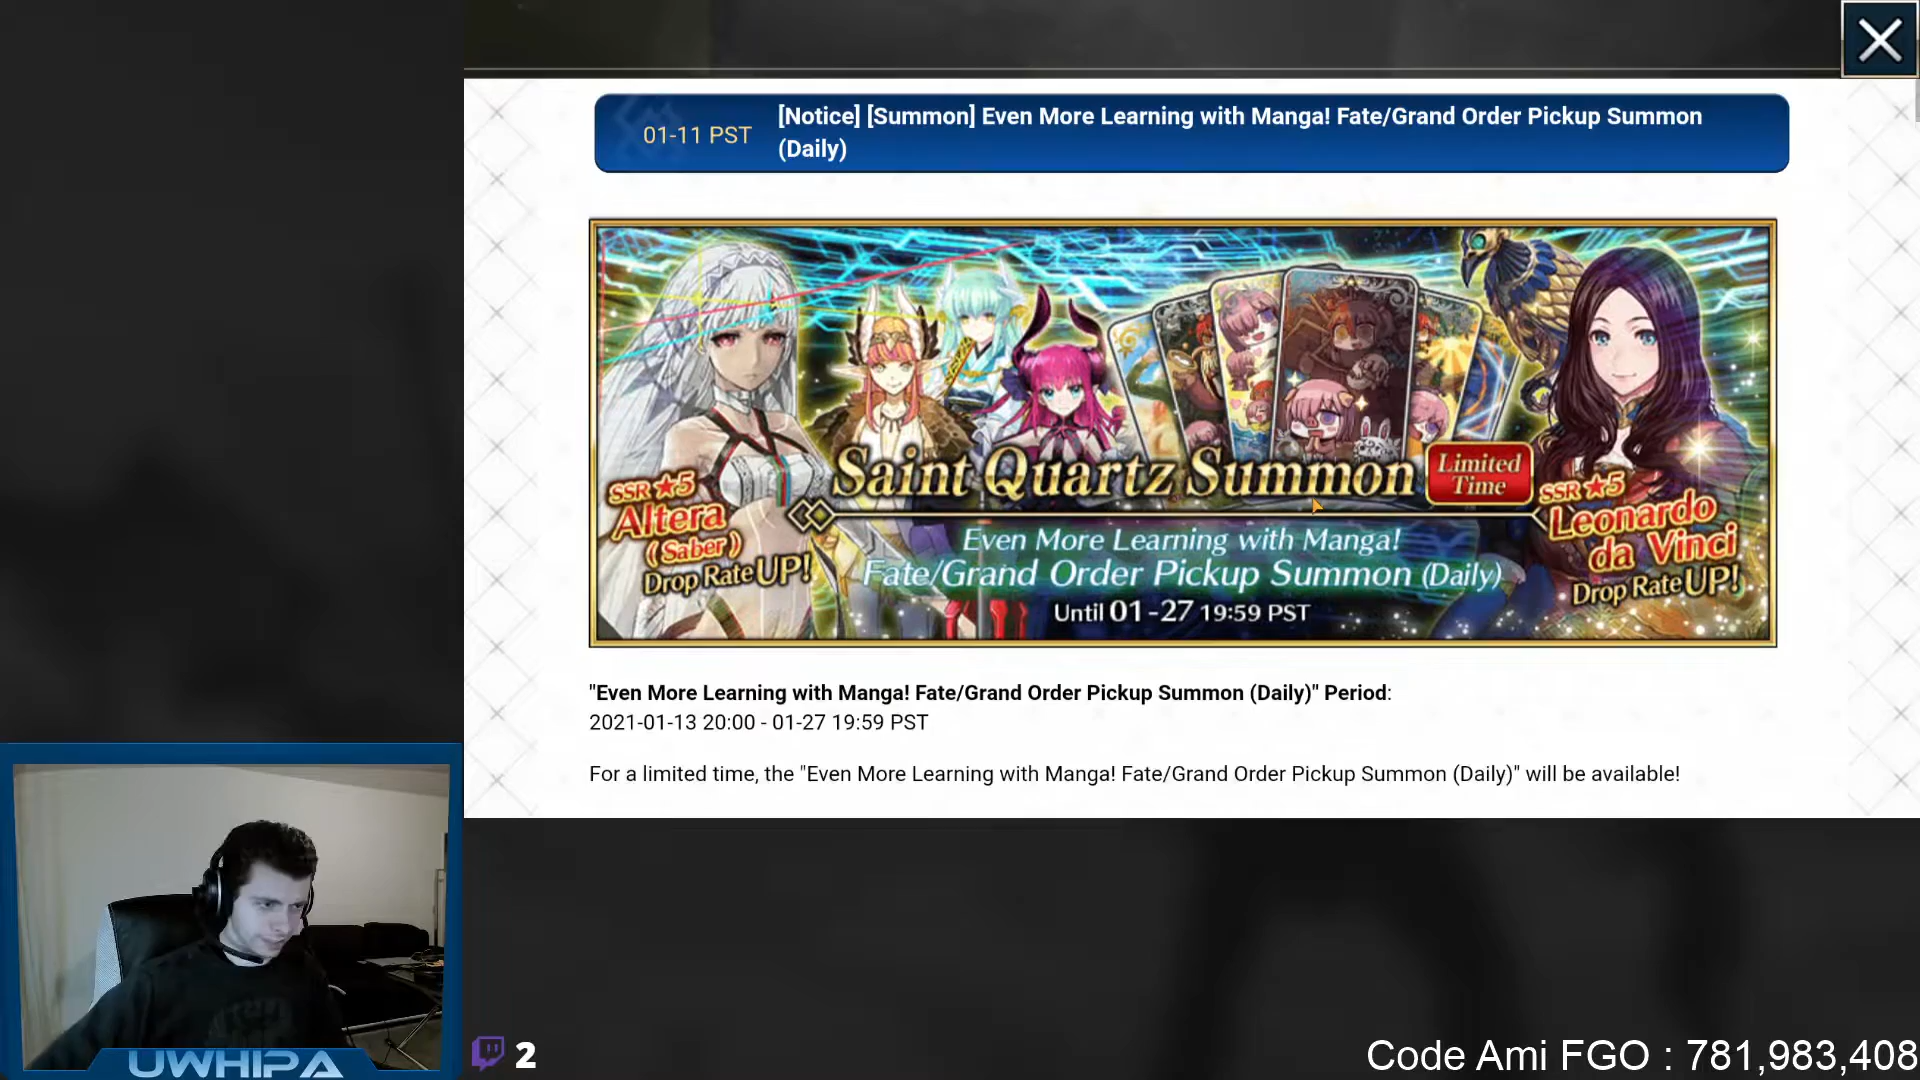 01-11 PST
[Notice] [Summon] Even More Learning with Manga! Fate/Grand Order Pickup Summon
(Daily)
SSR ★5
Altera
(Saber)
Drop Rate UP!
Saint Quartz Summon
Limited
Time
Even More Learning with Manga!
Fate/Grand Order Pickup Summon (Daily)
Until 01-27 19:59 PST
SSR ★5
Leonardo
da Vinci
Drop Rate UP!
"Even More Learning with Manga! Fate/Grand Order Pickup Summon (Daily)" Period:
2021-01-13 20:00 - 01-27 19:59 PST
For a limited time, the "Even More Learning with Manga! Fate/Grand Order Pickup Summon (Daily)" will be available!
UWHIPA
2
Code Ami FGO : 781,983,408